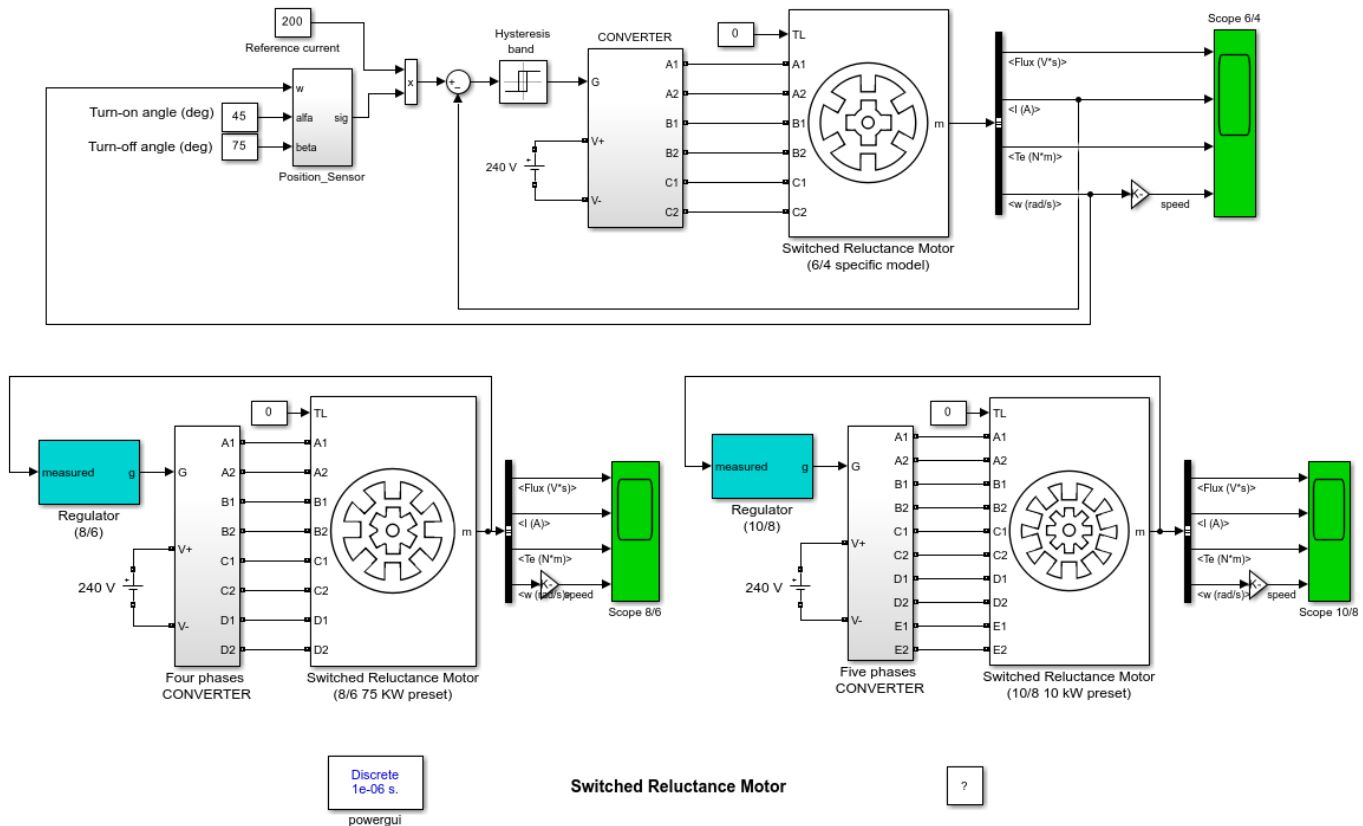 200
Reference current
Turn-on angle (deg)
45
Turn-off angle (deg)
75
w
alfa
beta
sig
Position_Sensor
x
+
−
Hysteresis
band
CONVERTER
G
V+
V-
240 V
+
A1
A2
B1
B2
C1
C2
0
TL
A1
A2
B1
B2
C1
C2
m
Switched Reluctance Motor
(6/4 specific model)
<Flux (V*s)>
<I (A)>
<Te (N*m)>
<w (rad/s)>
K-
speed
Scope 6/4
measured
g
Regulator
(8/6)
240 V
+
G
V+
V-
A1
A2
B1
B2
C1
C2
D1
D2
Four phases
CONVERTER
0
TL
A1
A2
B1
B2
C1
C2
D1
D2
m
Switched Reluctance Motor
(8/6 75 KW preset)
<Flux (V*s)>
<I (A)>
<Te (N*m)>
<w (rad/s)>
K-
speed
Scope 8/6
measured
g
Regulator
(10/8)
240 V
+
G
V+
V-
A1
A2
B1
B2
C1
C2
D1
D2
E1
E2
Five phases
CONVERTER
0
TL
A1
A2
B1
B2
C1
C2
D1
D2
E1
E2
m
Switched Reluctance Motor
(10/8 10 kW preset)
<Flux (V*s)>
<I (A)>
<Te (N*m)>
<w (rad/s)>
K-
speed
Scope 10/8
Discrete
1e-06 s.
powergui
Switched Reluctance Motor
?